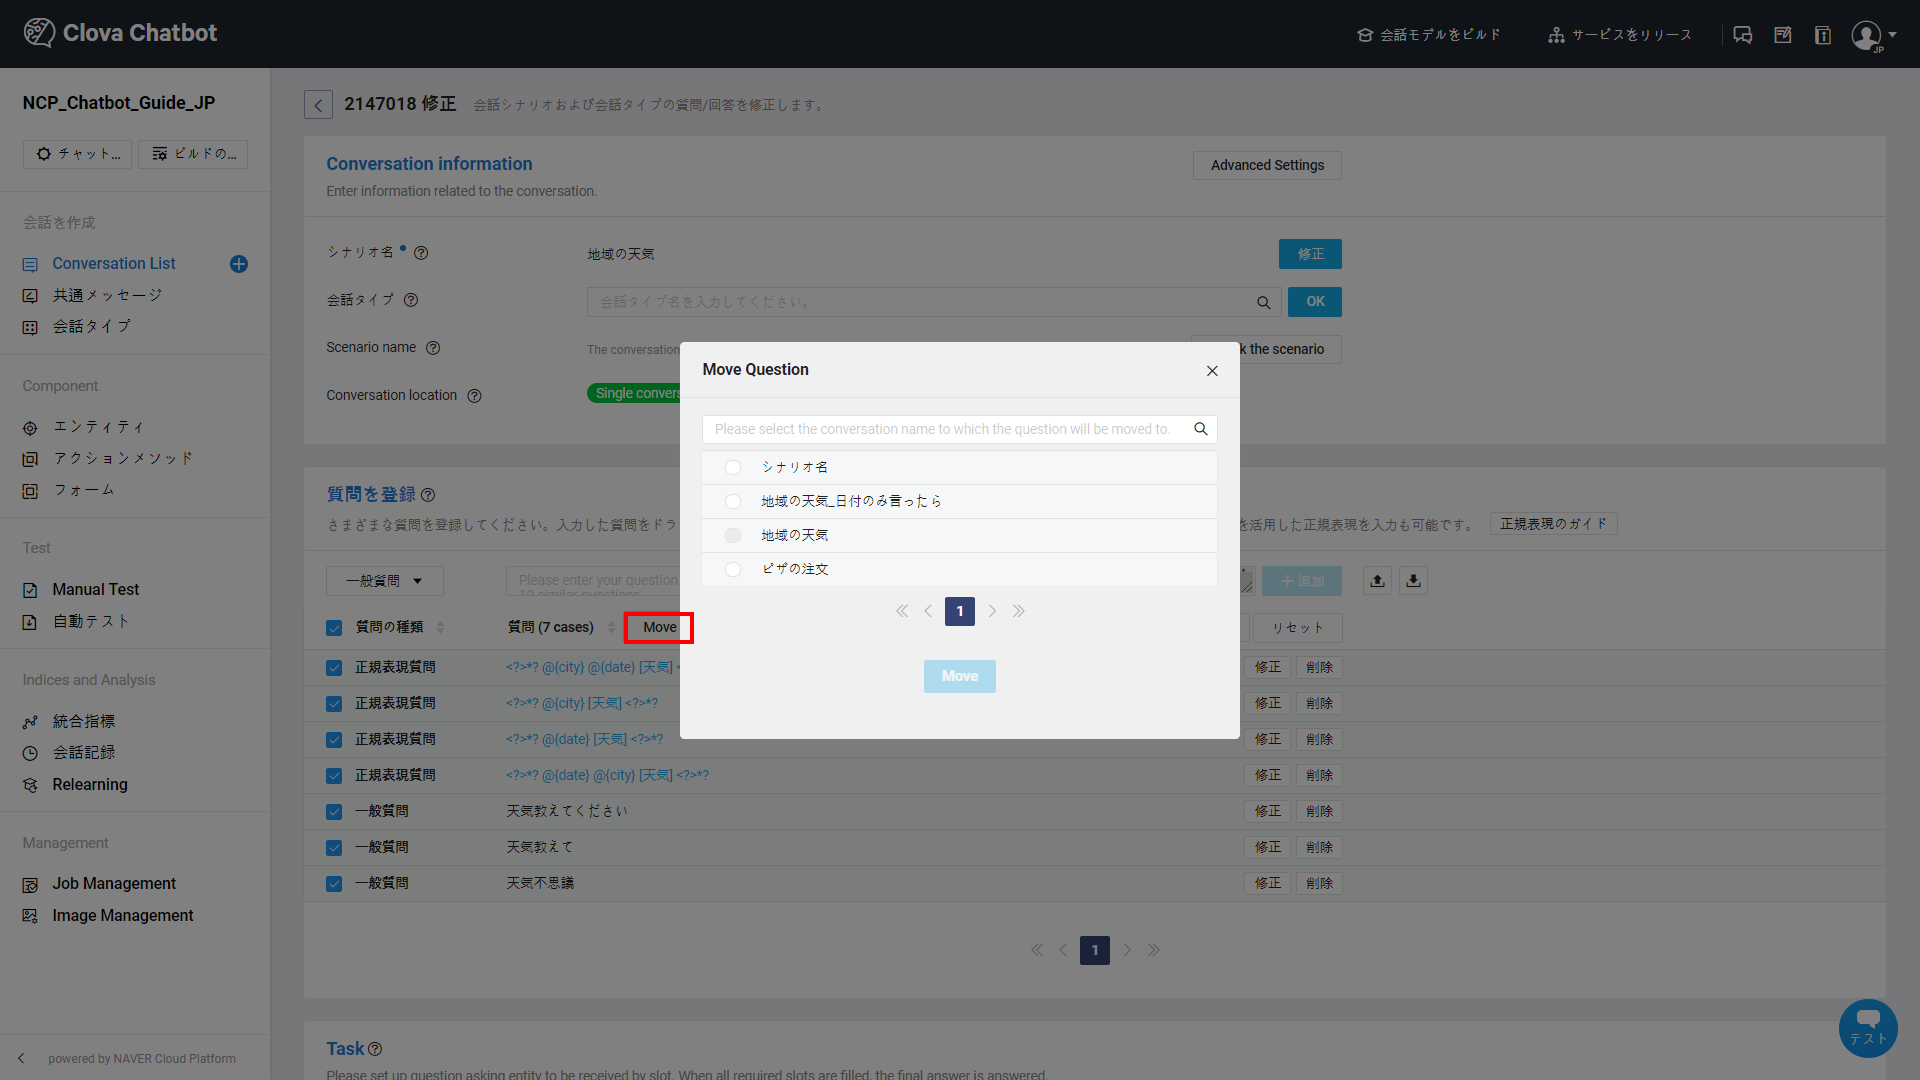 Clova Chatbot
会話モデルをビルド
サービスをリリース
JP
NCP_Chatbot_Guide_JP
チャット...
ビルドの...
会話を作成
Conversation List
共通メッセージ
会話タイプ
Component
エンティティ
アクションメソッド
フォーム
Test
Manual Test
自動テスト
Indices and Analysis
統合指標
会話記録
Relearning
Management
Job Management
Image Management
powered by NAVER Cloud Platform
2147018 修正
会話シナリオおよび会話タイプの質問/回答を修正します。
Conversation information
Enter information related to the conversation.
Advanced Settings
シナリオ名
地域の天気
修正
会話タイプ
会話タイプ名を入力してください。
OK
Scenario name
The conversation
k the scenario
Conversation location
Single convers
質問を登録
さまざまな質問を登録してください。入力した質問をドラ
を活用した正規表現を入力も可能です。
正規表現のガイド
一般質問
Please enter your question
10 similar questions
+ 追加
質問の種類
質問 (7 cases)
Move
リセット
正規表現質問
<?>*? @{city} @{date} [天気] <
修正 削除
正規表現質問
<?>*? @{city} [天気] <?>*?
修正 削除
正規表現質問
<?>*? @{date} [天気] <?>*?
修正 削除
正規表現質問
<?>*? @{date} @{city} [天気] <?>*?
修正 削除
一般質問
天気教えてください
修正 削除
一般質問
天気教えて
修正 削除
一般質問
天気不思議
修正 削除
1
Task
Please set up question asking entity to be received by slot. When all required slots are filled, the final answer is answered.
テスト
Move Question
Please select the conversation name to which the question will be moved to.
シナリオ名
地域の天気_日付のみ言ったら
地域の天気
ピザの注文
1
Move